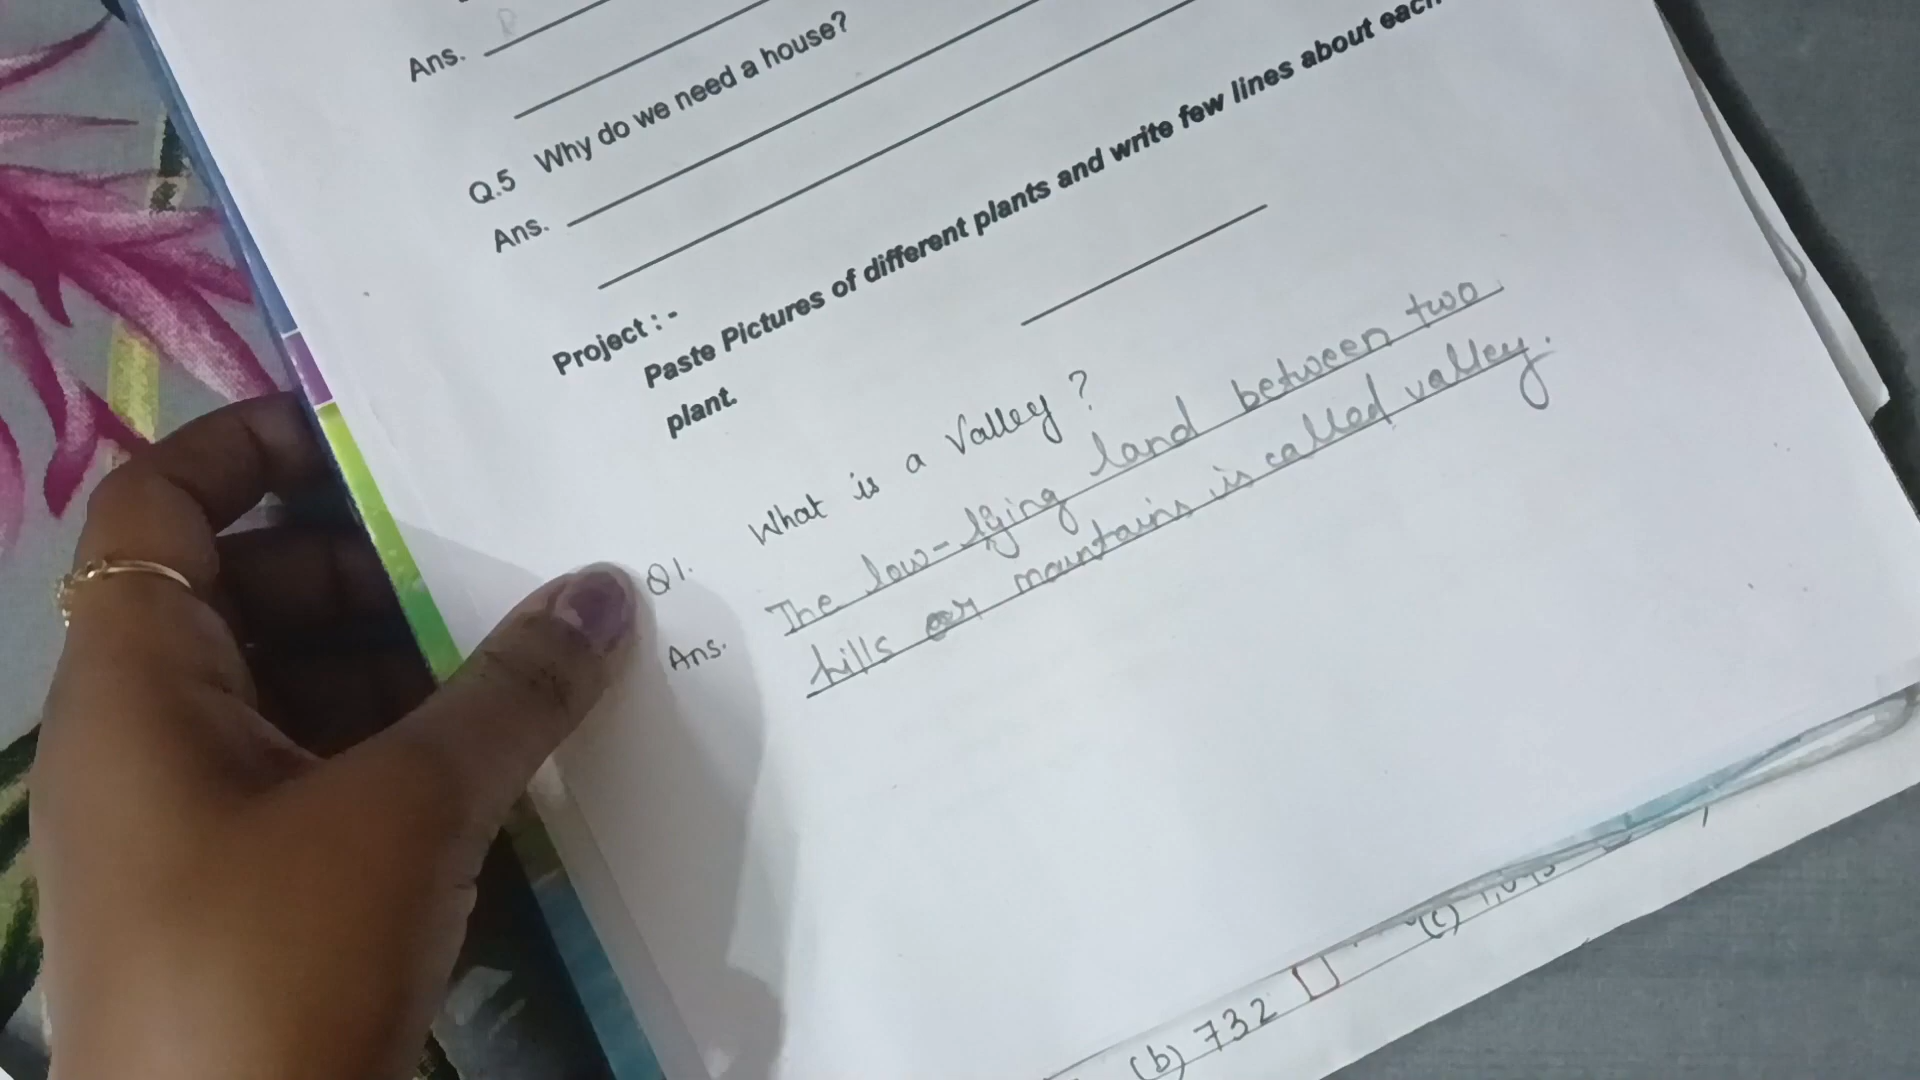 Ans.
Q.5 Why do we need a house?
Ans.
Project : -
Paste Pictures of different plants and write few lines about each
plant.
Q1. What is a Valley?
Ans. The low-lying land between two
hills or mountains is called valley.
(b) 732 (c)